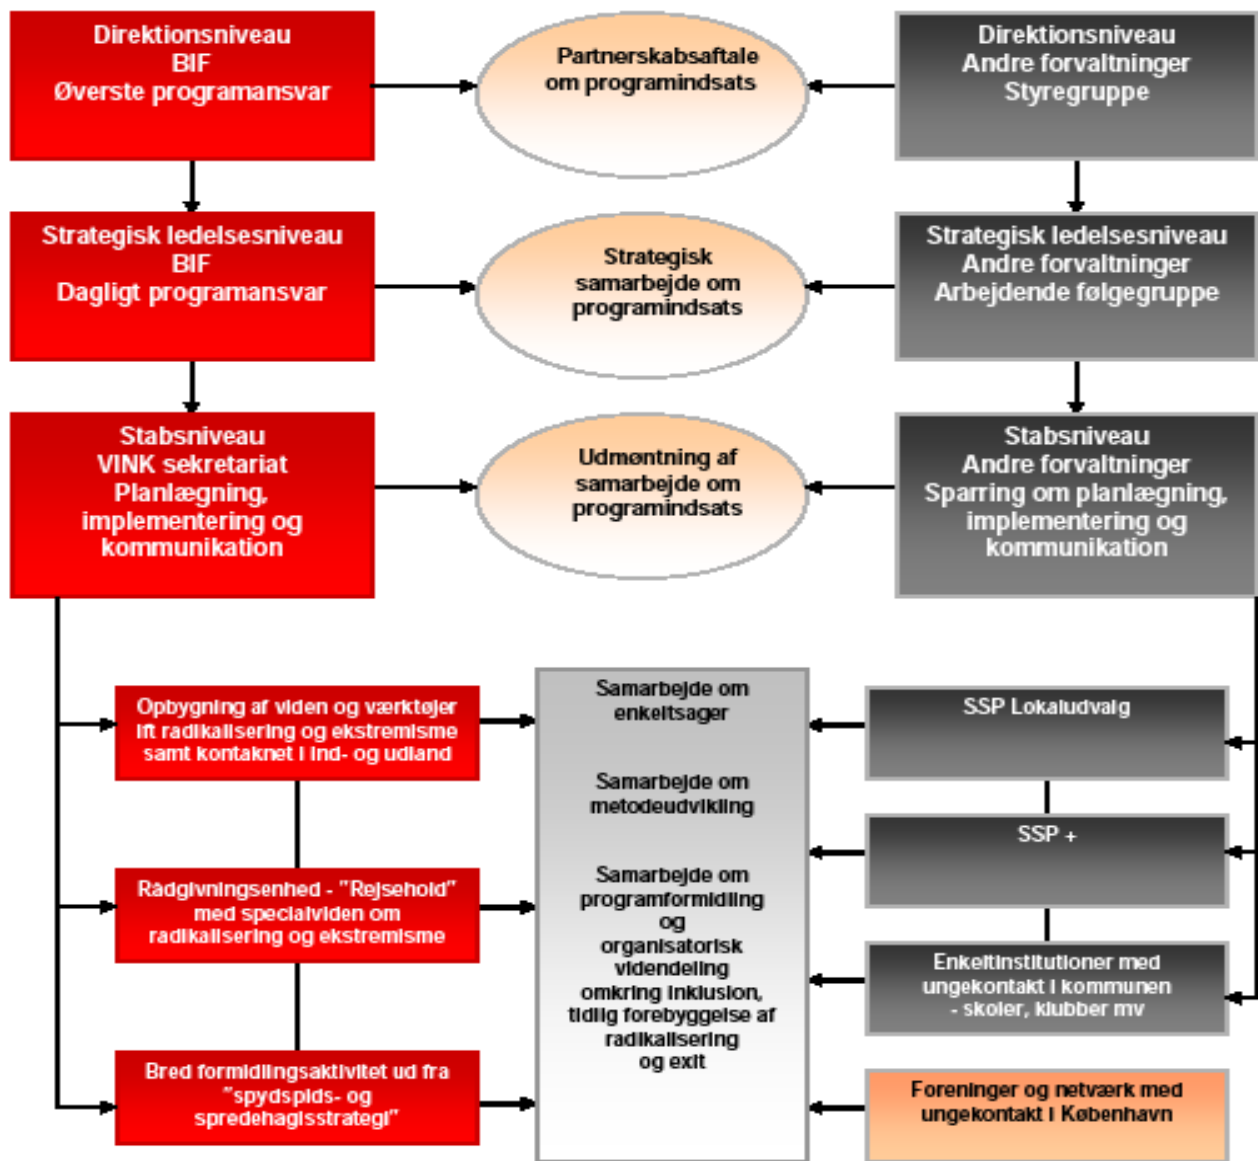 Direktionsniveau
BIF
Øverste programansvar
Partnerskabsaftale
om programindsats
Direktionsniveau
Andre forvaltninger
Styregruppe
Strategisk ledelsesniveau
BIF
Dagligt programansvar
Strategisk
samarbejde om
programindsats
Strategisk ledelsesniveau
Andre forvaltninger
Arbejdende følgegruppe
Stabsniveau
VINK sekretariat
Planlægning,
implementering og
kommunikation
Udmøntning af
samarbejde om
programindsats
Stabsniveau
Andre forvaltninger
Sparring om planlægning,
implementering og
kommunikation
Opbygning af viden og værktøjer
ift radikalisering og ekstremisme
samt kontaknet i ind- og udland
Rådgivningsenhed - "Rejsehold"
med specialviden om
radikalisering og ekstremisme
Bred formidlingsaktivitet ud fra
"spydspids- og
spredehaglsstrategi"
Samarbejde om
enkeltsager
Samarbejde om
metodeudvikling
Samarbejde om
programformidling
og
organisatorisk
videndeling
omkring inklusion,
tidlig forebyggelse af
radikalisering
og exit
SSP Lokaludvalg
SSP +
Enkeltinstitutioner med
ungekontakt i kommunen
- skoler, klubber mv
Foreninger og netværk med
ungekontakt i København